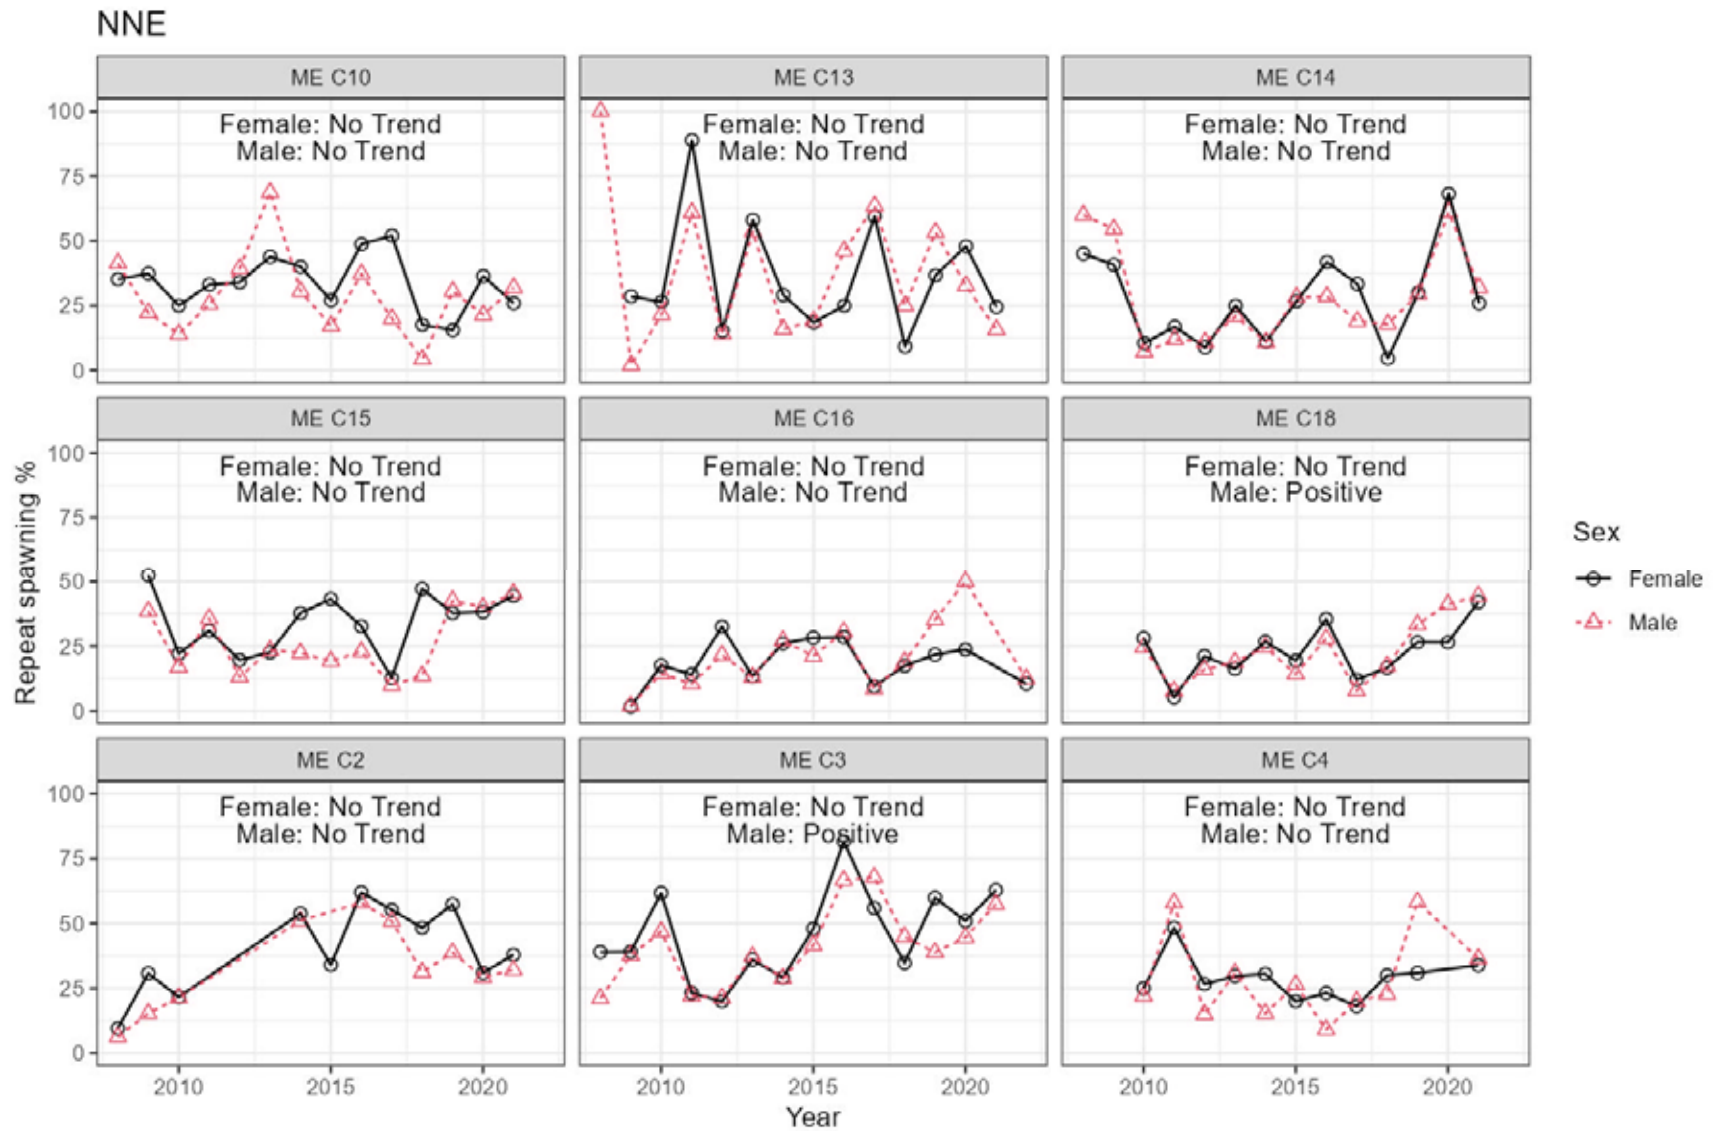 NNE
ME C10
ME C13
ME C14
Female: No Trend
Male: No Trend
Female: No Trend
Male: No Trend
Female: No Trend
Male: No Trend
100
75
50
25
0
ME C15
ME C16
ME C18
Female: No Trend
Male: No Trend
Female: No Trend
Male: No Trend
Female: No Trend
Male: Positive
100
75
50
25
0
Repeat spawning %
ME C2
ME C3
ME C4
Female: No Trend
Male: No Trend
Female: No Trend
Male: Positive
Female: No Trend
Male: No Trend
100
75
50
25
0
2010 2015 2020
2010 2015 2020
2010 2015 2020
Year
Sex
Female
Male